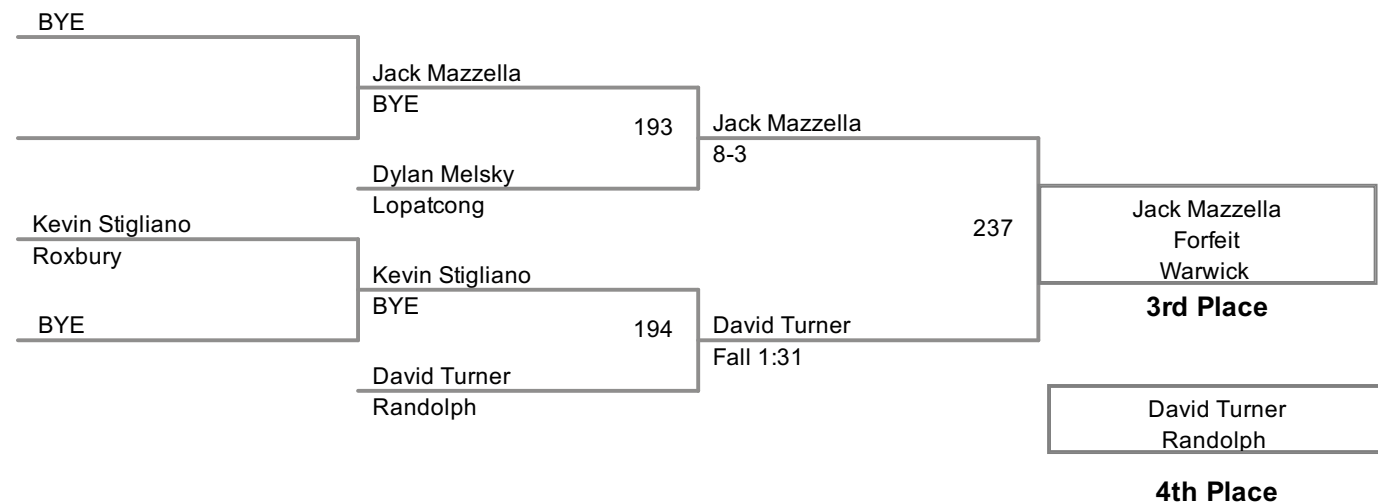 BYE
Jack Mazzella
BYE
193
Jack Mazzella
8-3
Dylan Melsky
Lopatcong
Kevin Stigliano
Roxbury
237
Jack Mazzella
Forfeit
Warwick
3rd Place
Kevin Stigliano
BYE
BYE
194
David Turner
Fall 1:31
David Turner
Randolph
David Turner
Randolph
4th Place